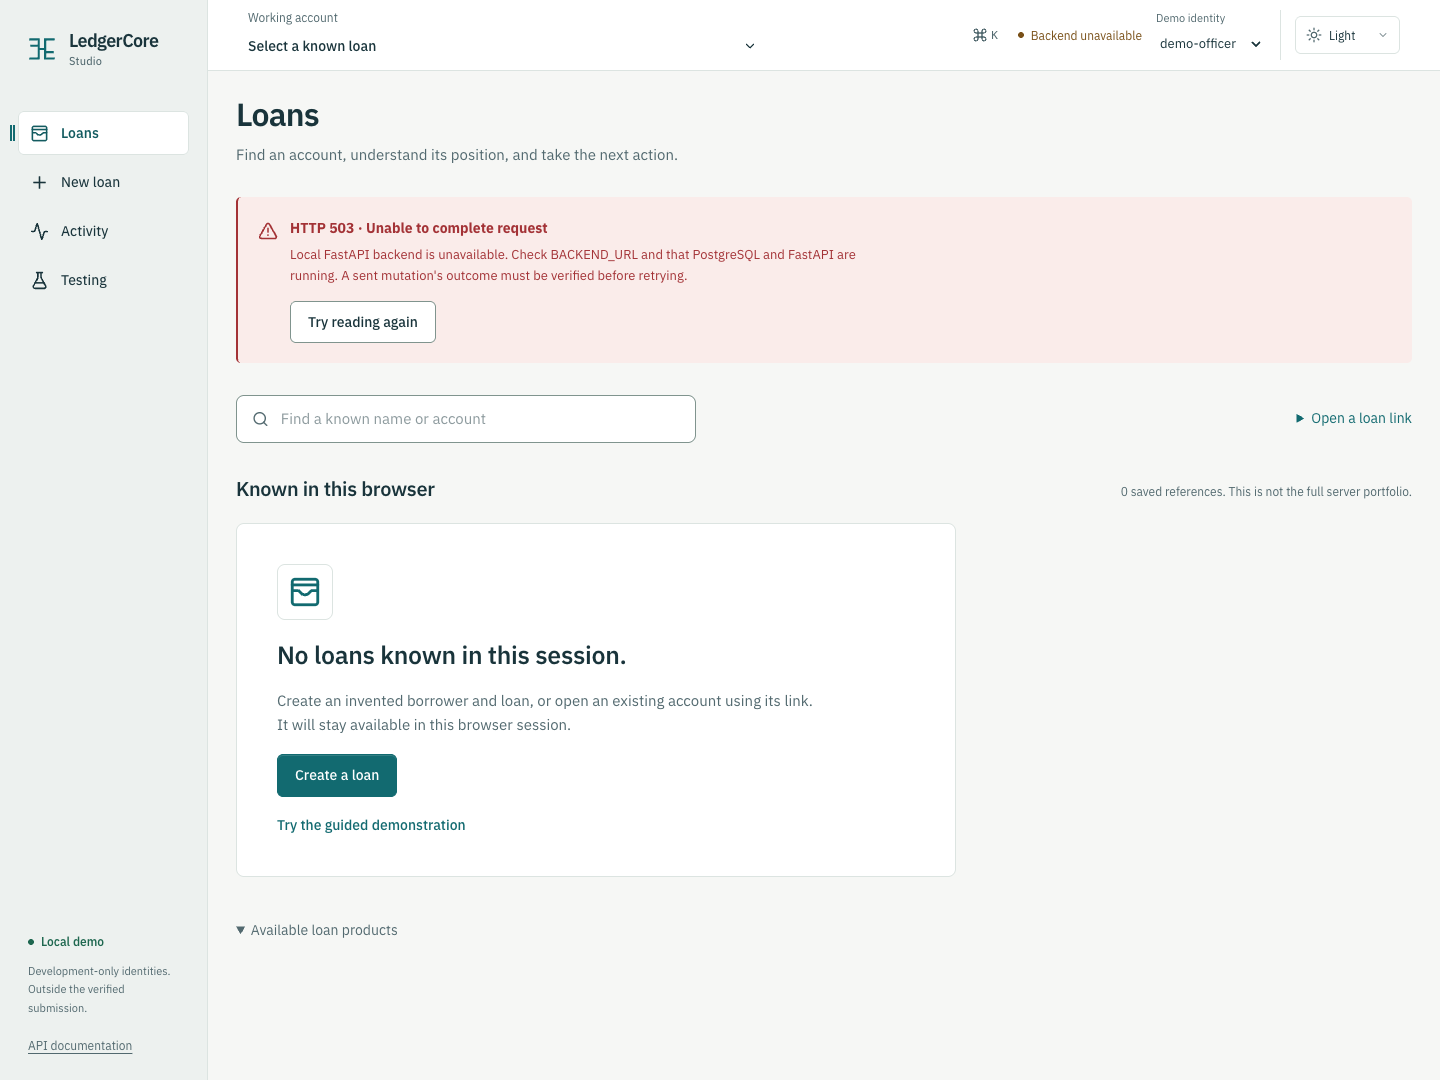 LedgerCore
Studio
Loans
New loan
Activity
Testing
Local demo
Development-only identities.
Outside the verified
submission.
API documentation
Working account
Select a known loan
⌘ K
Backend unavailable
Demo identity
demo-officer
Light
Loans
Find an account, understand its position, and take the next action.
HTTP 503 · Unable to complete request
Local FastAPI backend is unavailable. Check BACKEND_URL and that PostgreSQL and FastAPI are
running. A sent mutation's outcome must be verified before retrying.
Try reading again
Find a known name or account
Open a loan link
Known in this browser
0 saved references. This is not the full server portfolio.
No loans known in this session.
Create an invented borrower and loan, or open an existing account using its link.
It will stay available in this browser session.
Create a loan
Try the guided demonstration
Available loan products